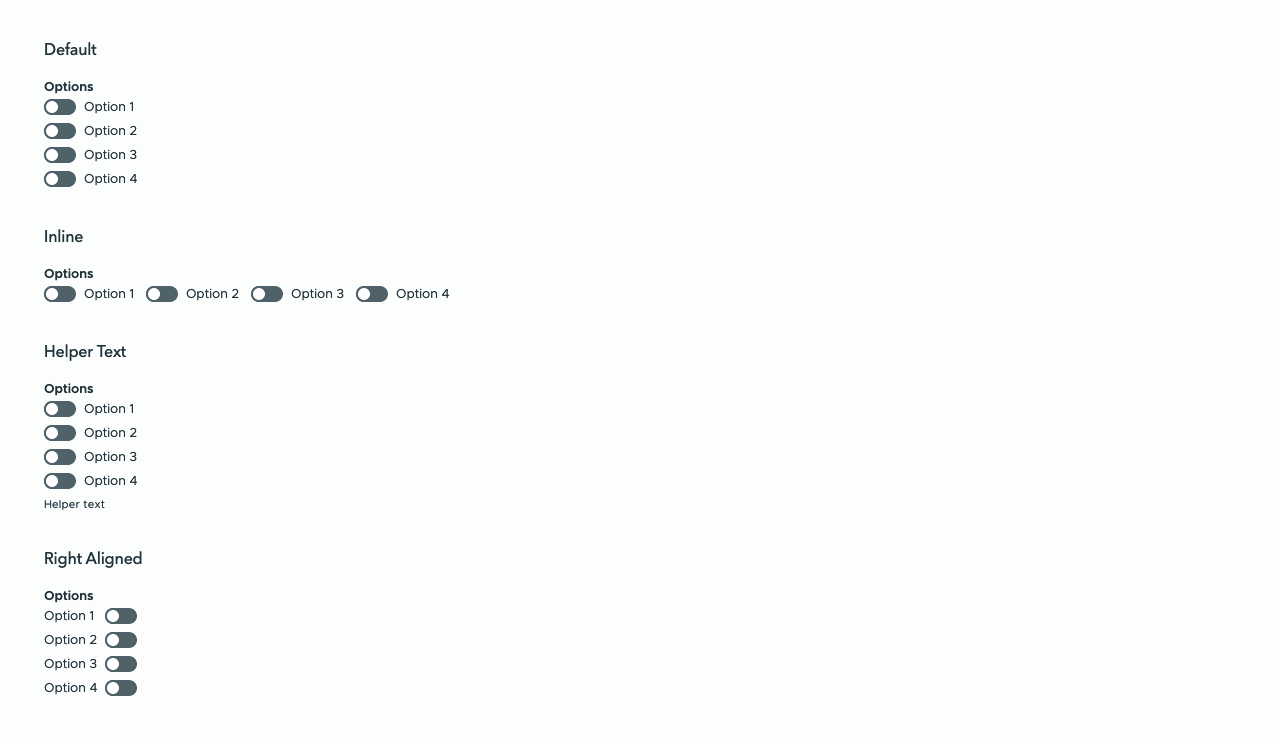 Default
Options
Option 1
Option 2
Option 3
Option 4
Inline
Options
Option 1 Option 2 Option 3 Option 4
Helper Text
Options
Option 1
Option 2
Option 3
Option 4
Helper text
Right Aligned
Options
Option 1
Option 2
Option 3
Option 4